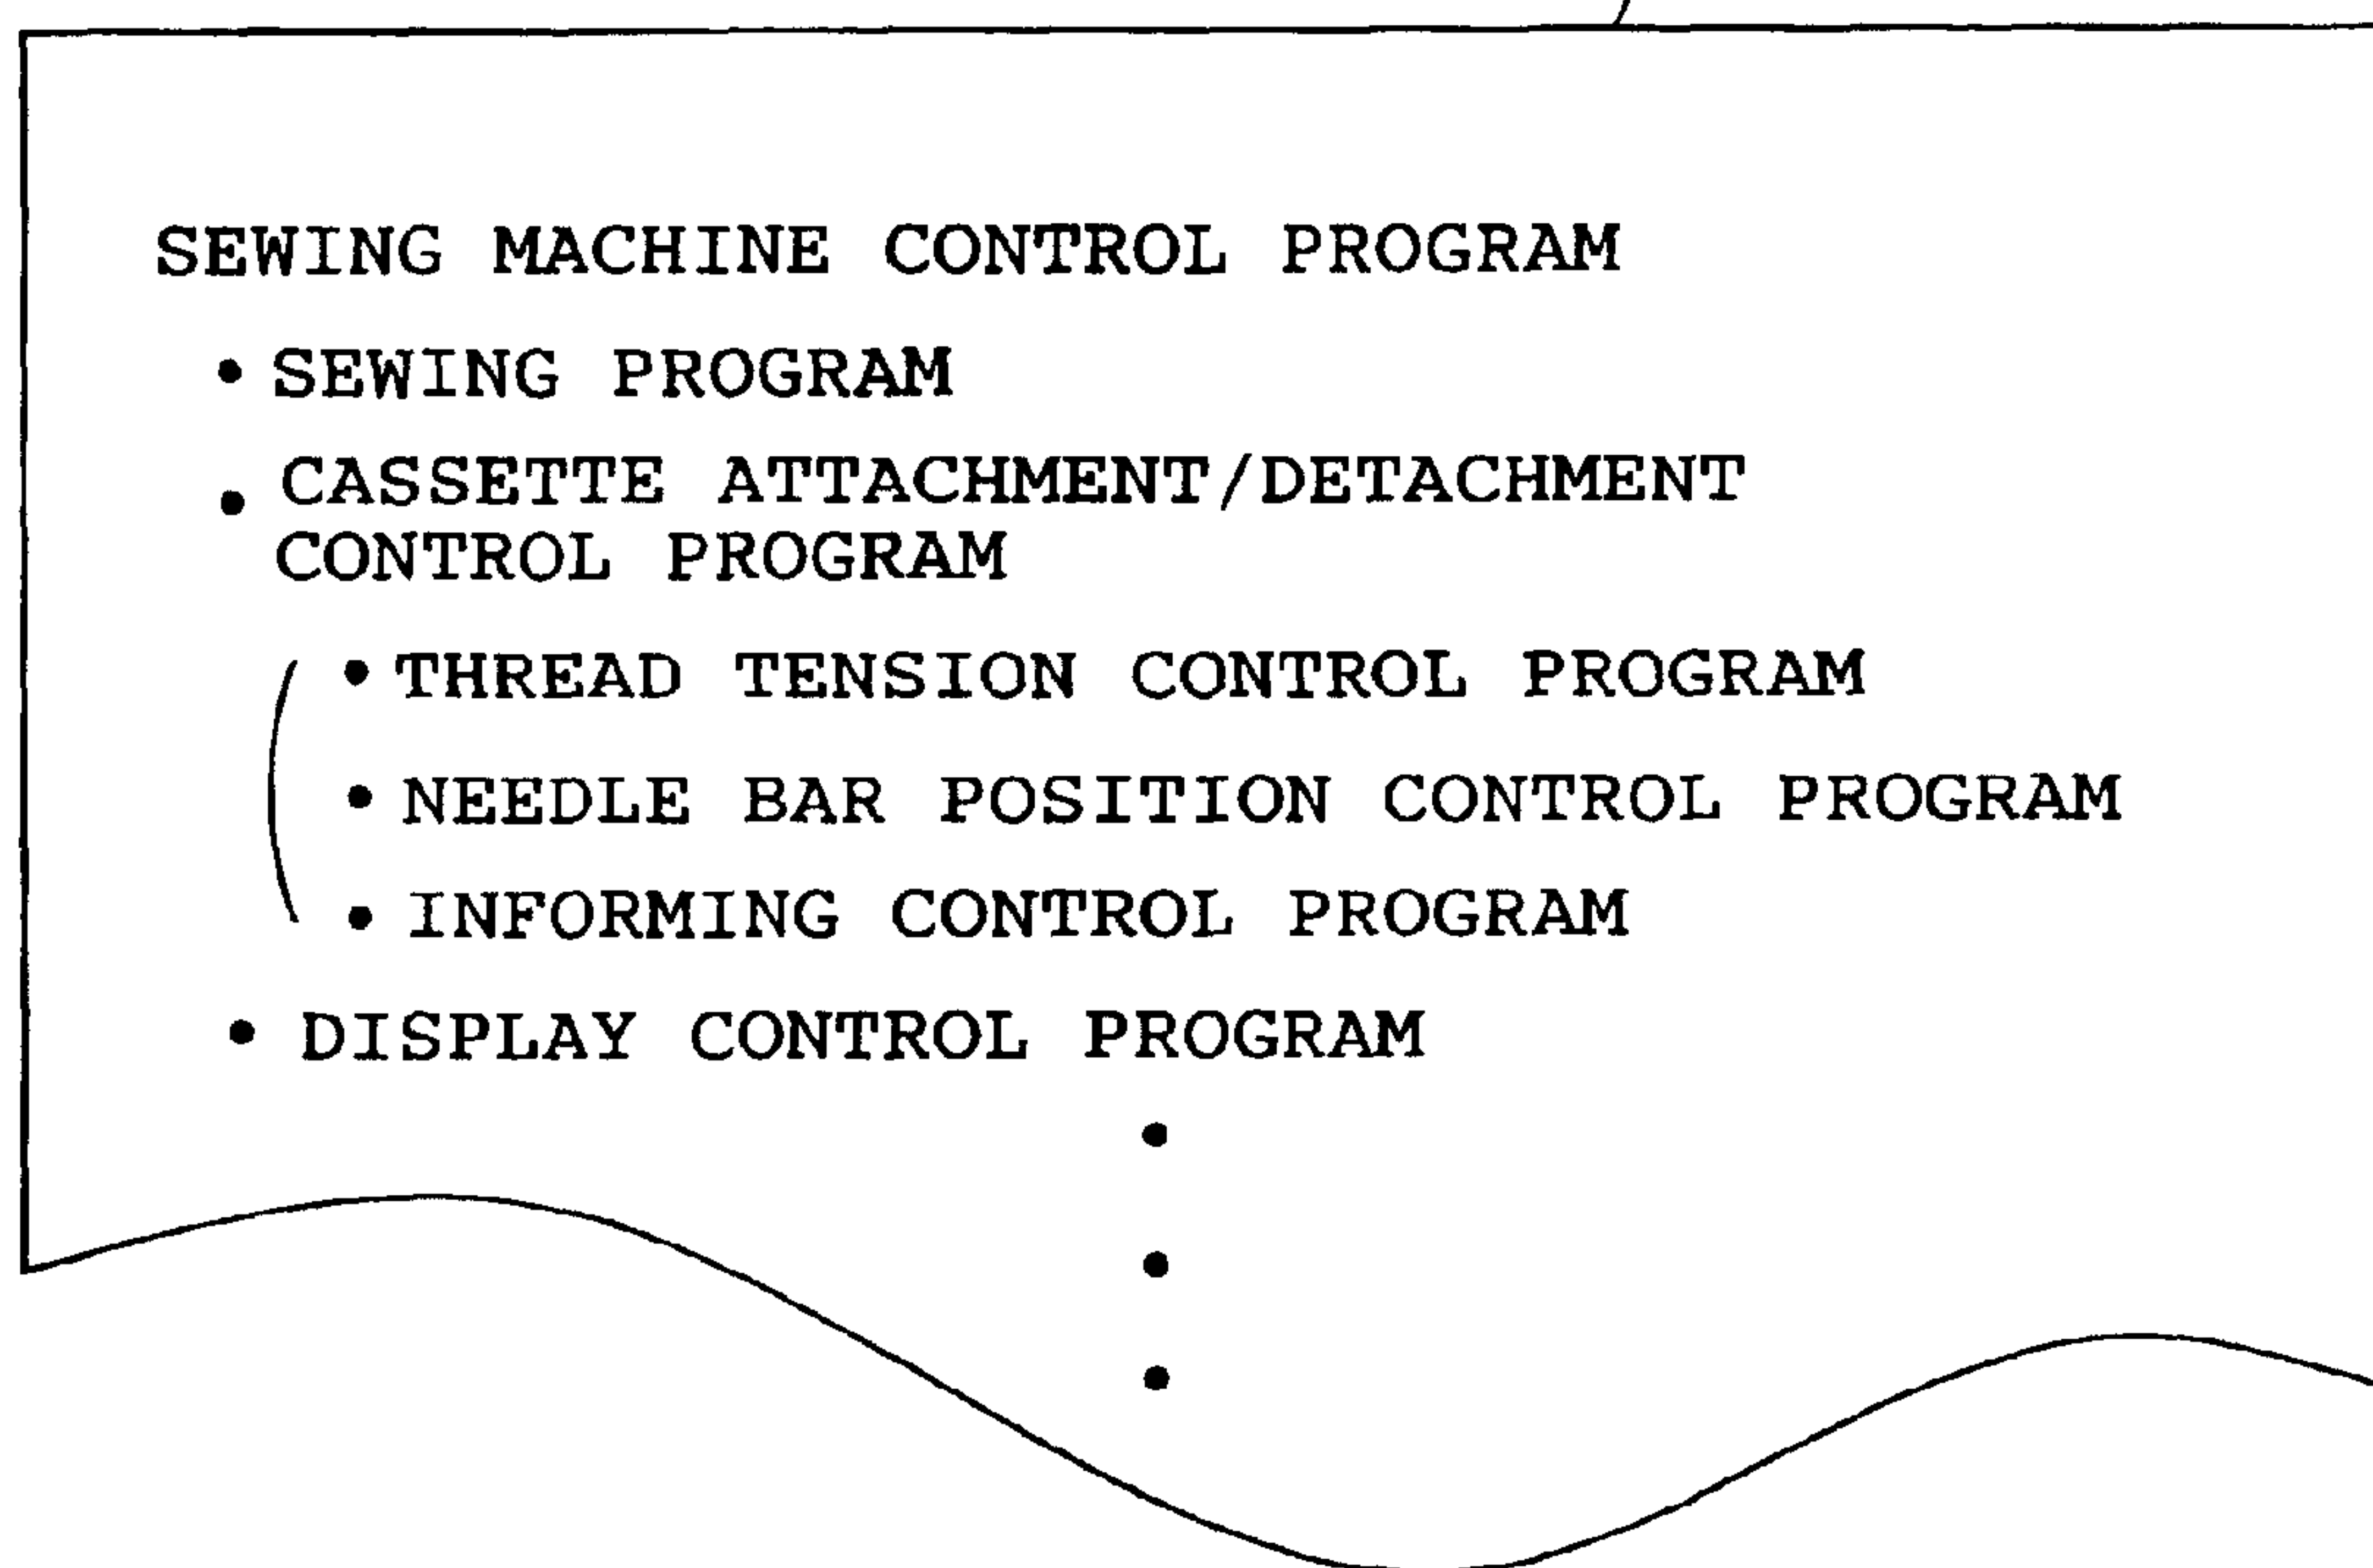 SEWING MACHINE CONTROL PROGRAM
• SEWING PROGRAM
• CASSETTE ATTACHMENT/DETACHMENT
CONTROL PROGRAM
• THREAD TENSION CONTROL PROGRAM
• NEEDLE BAR POSITION CONTROL PROGRAM
• INFORMING CONTROL PROGRAM
• DISPLAY CONTROL PROGRAM